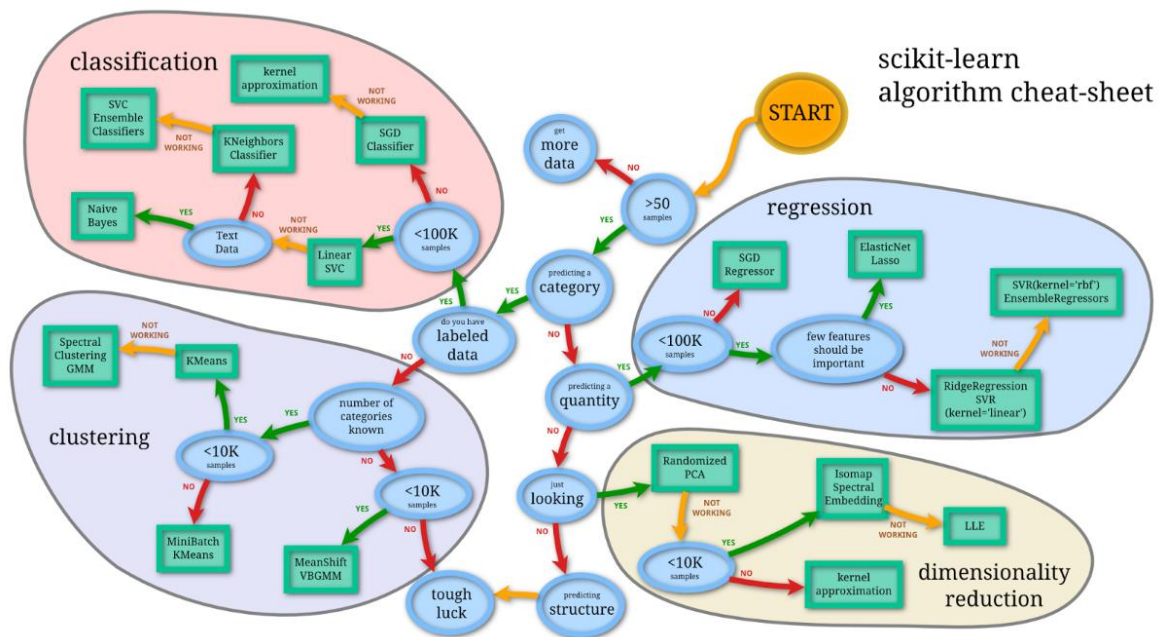 scikit-learn
algorithm cheat-sheet
START
get
more
data
NO
>50
samples
YES
predicting a
category
YES
NO
do you have
labeled
data
YES
NO
predicting a
quantity
YES
NO
just
looking
YES
NO
predicting
structure
tough
luck
classification
kernel
approximation
NOT
WORKING
SVC
Ensemble
Classifiers
NOT
WORKING
KNeighbors
Classifier
SGD
Classifier
NO
Naive
Bayes
YES
Text
Data
NO
NOT
WORKING
Linear
SVC
YES
<100K
samples
clustering
Spectral
Clustering
GMM
NOT
WORKING
KMeans
YES
<10K
samples
NO
MiniBatch
KMeans
YES
number of
categories
known
NO
<10K
samples
YES
NO
MeanShift
VBGMM
regression
SGD
Regressor
NO
<100K
samples
YES
ElasticNet
Lasso
YES
few features
should be
important
NO
SVR(kernel='rbf')
EnsembleRegressors
NOT
WORKING
RidgeRegression
SVR
(kernel='linear')
dimensionality
reduction
Randomized
PCA
NOT
WORKING
<10K
samples
YES
NO
Isomap
Spectral
Embedding
NOT
WORKING
LLE
kernel
approximation